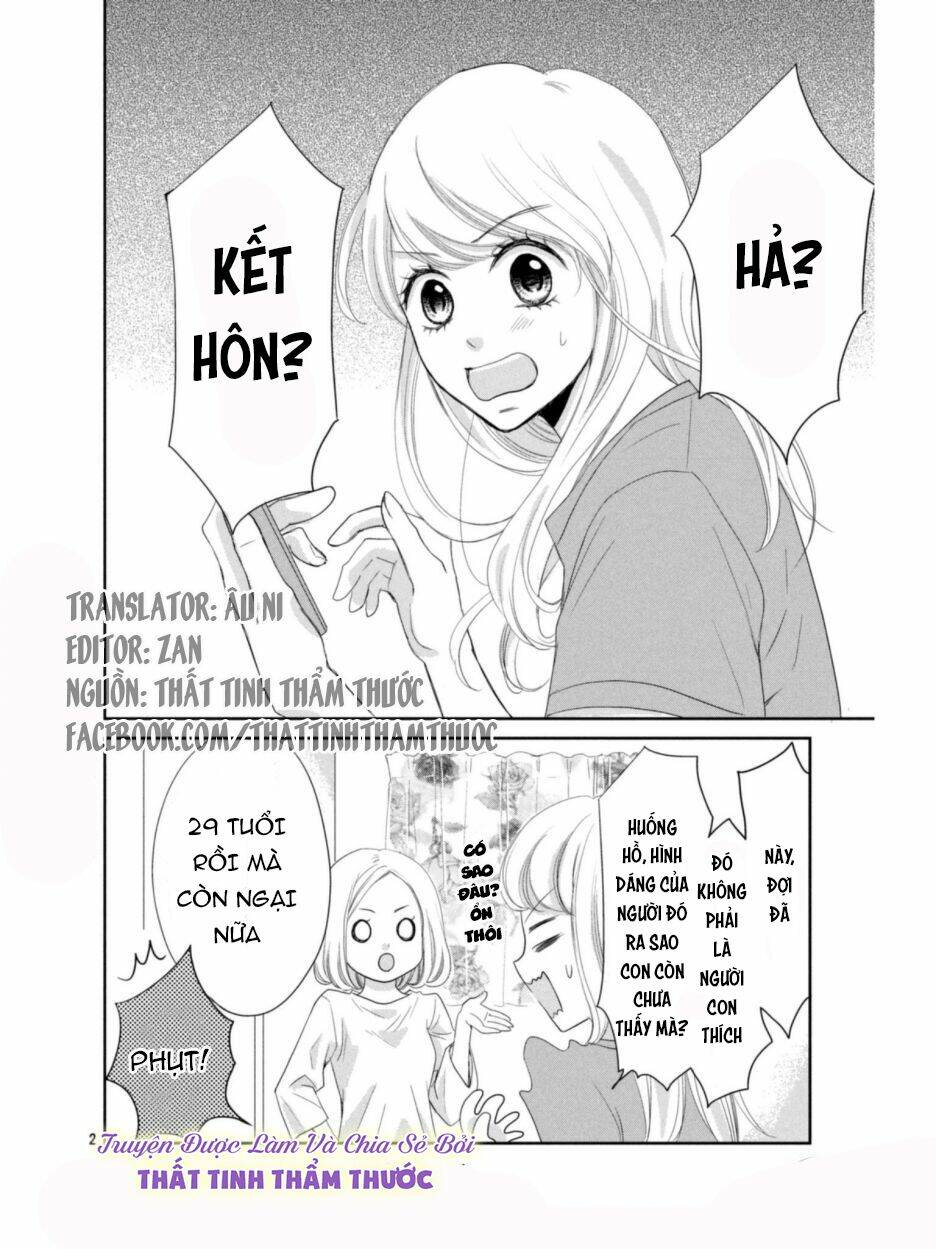 HẢ?
KẾT
HÔN?
TRANSLATOR: ÂU NI
EDITOR: ZAN
NGUỒN: THẤT TINH THẨM THƯỚC
FACEBOOK.COM/THATTINHTHAMTHUOC
NÀY,
ĐỢI
ĐÃ
ĐÓ
KHÔNG
PHẢI
LÀ
NGƯỜI
CON
THÍCH
HUỐNG
HỒ, HÌNH
DÁNG CỦA
NGƯỜI ĐÓ
RA SAO
CON CÒN
CHƯA
THẤY MÀ?
CÓ
SAO
ĐÂU?
ỔN
THÔI
29 TUỔI
RỒI MÀ
CÒN NGẠI
NỮA
PHỤT!
2
Truyện Được Làm Và Chia Sẻ Bởi
THẤT TINH THẨM THƯỚC